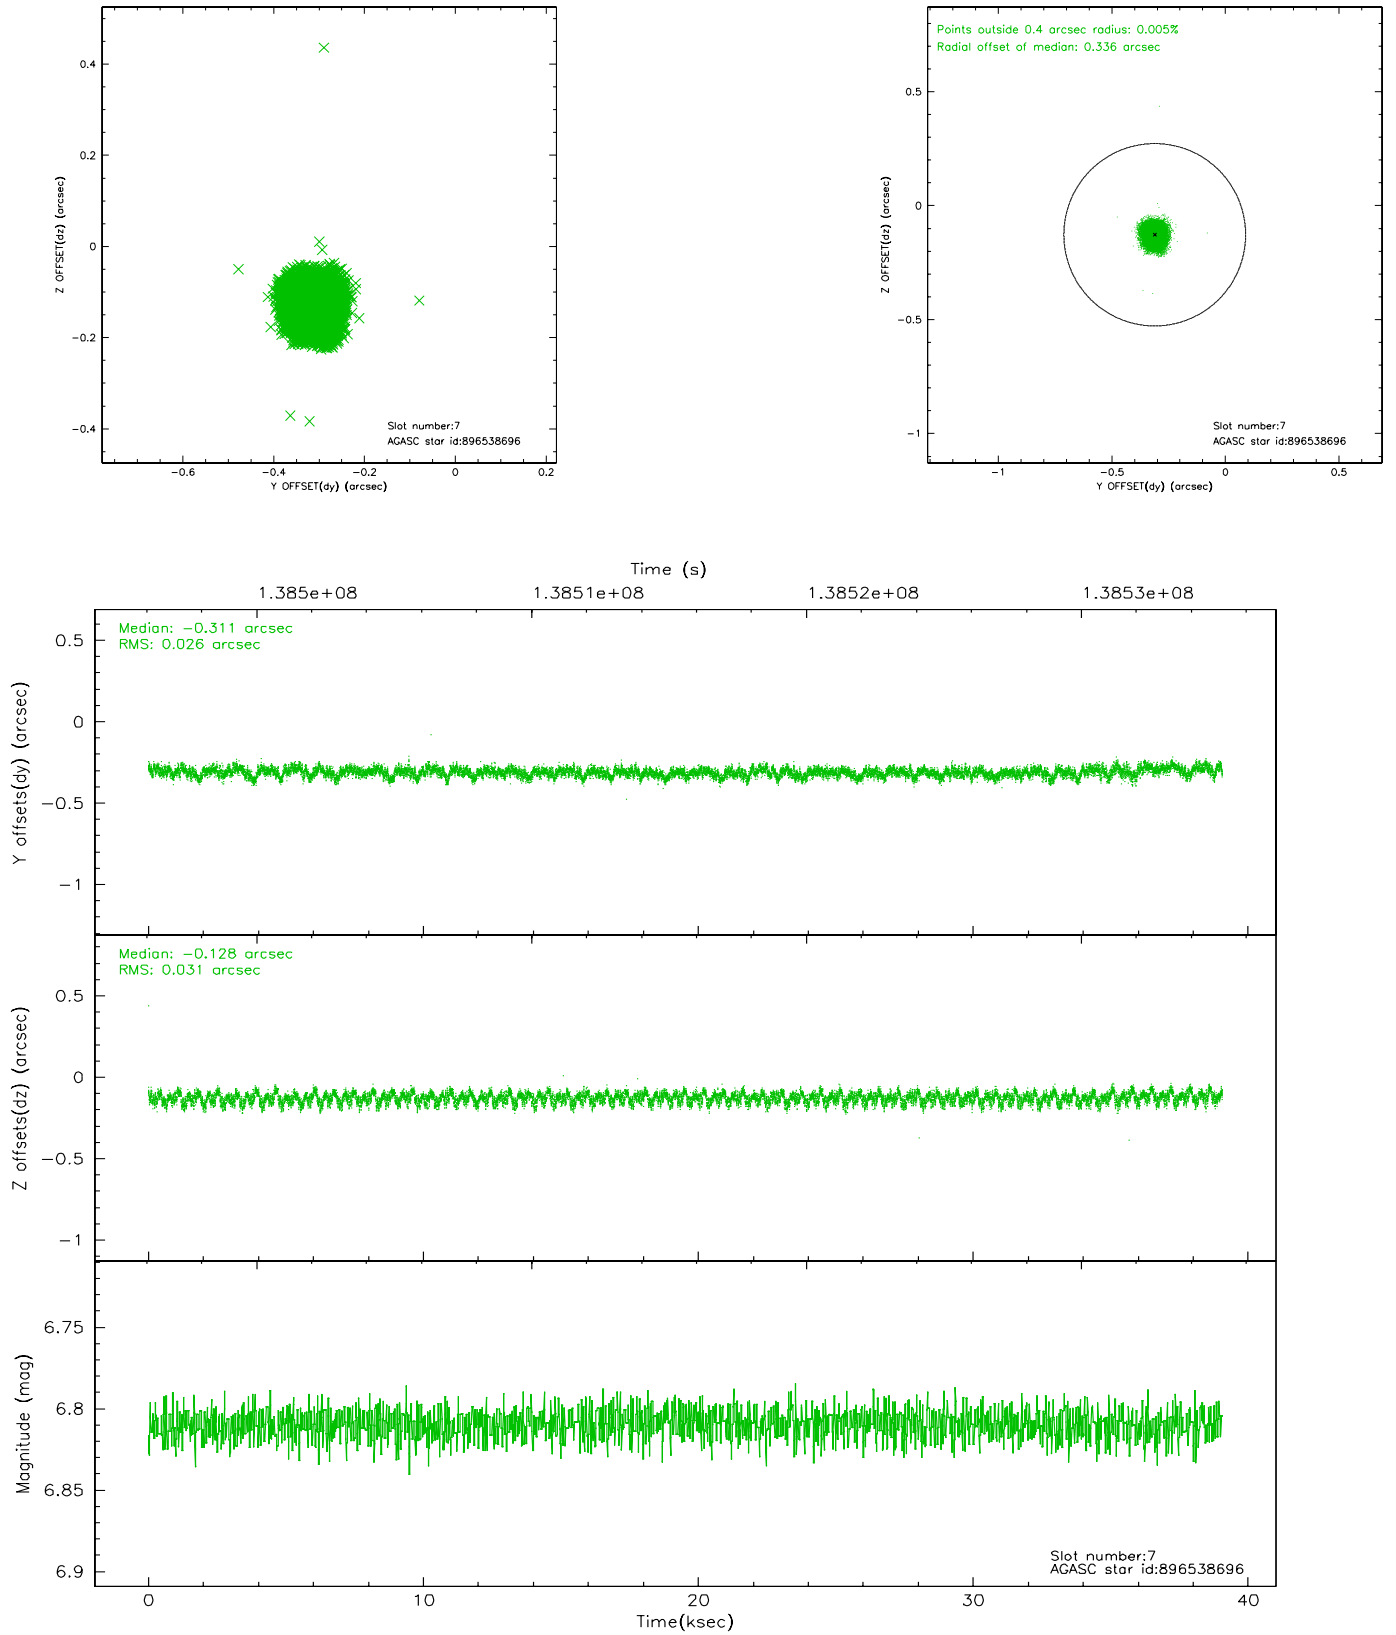 0.4
0.2
0
-0.2
-0.4
Z OFFSET(dz) (arcsec)
Slot number:7
AGASC star id:896538696
-0.6
-0.4
-0.2
0
0.2
Y OFFSET(dy) (arcsec)
Points outside 0.4 arcsec radius: 0.005%
Radial offset of median: 0.336 arcsec
0.5
0
-0.5
-1
Z OFFSET(dz) (arcsec)
Slot number:7
AGASC star id:896538696
-1
-0.5
0
0.5
Y OFFSET(dy) (arcsec)
Time (s)
1.385e+08
1.3851e+08
1.3852e+08
1.3853e+08
Median: -0.311 arcsec
RMS: 0.026 arcsec
0.5
0
-0.5
-1
Y offsets(dy) (arcsec)
Median: -0.128 arcsec
RMS: 0.031 arcsec
0.5
0
-0.5
-1
Z offsets(dz) (arcsec)
6.75
6.8
6.85
6.9
Magnitude (mag)
Slot number:7
AGASC star id:896538696
0
10
20
30
40
Time(ksec)